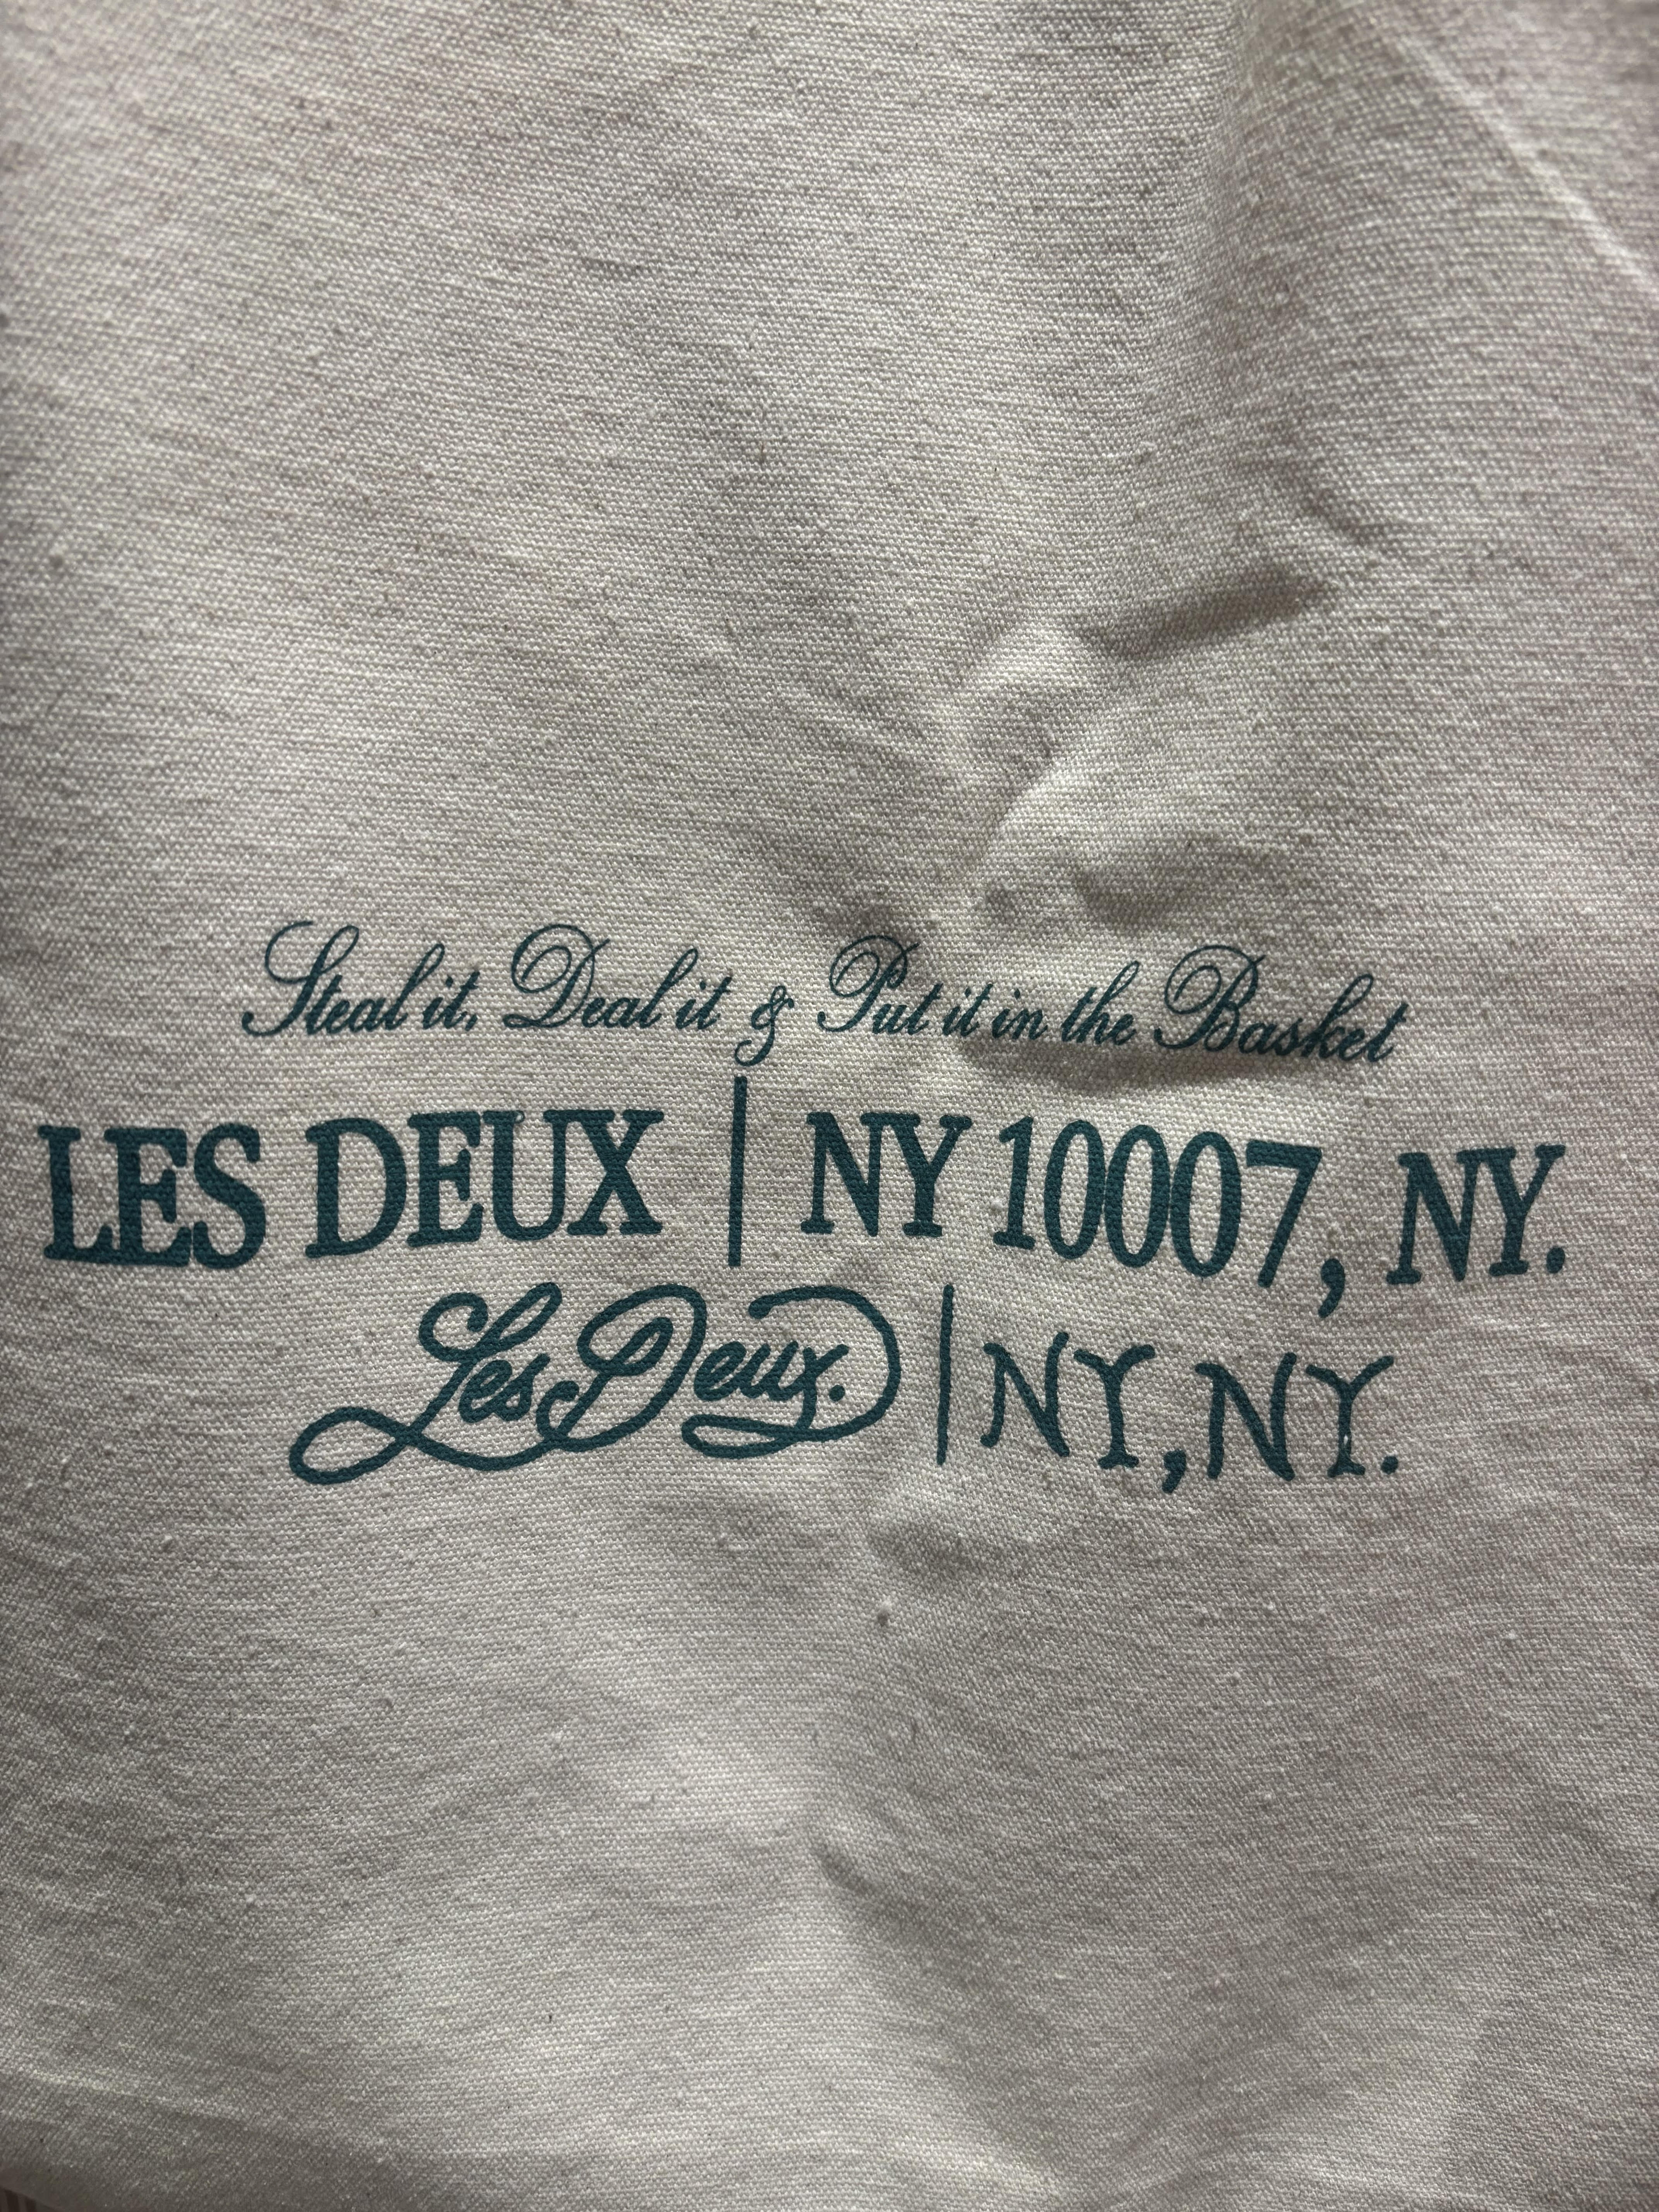 Steal it, Deal it & Put it in the Basket
LES DEUX | NY 10007, NY.
Les Deux. | NY, NY.